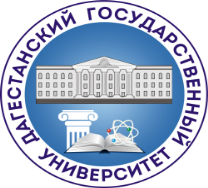 ДАГЕСТАНСКИЙ ГОСУДАРСТВЕННЫЙ
УНИВЕРСИТЕТ